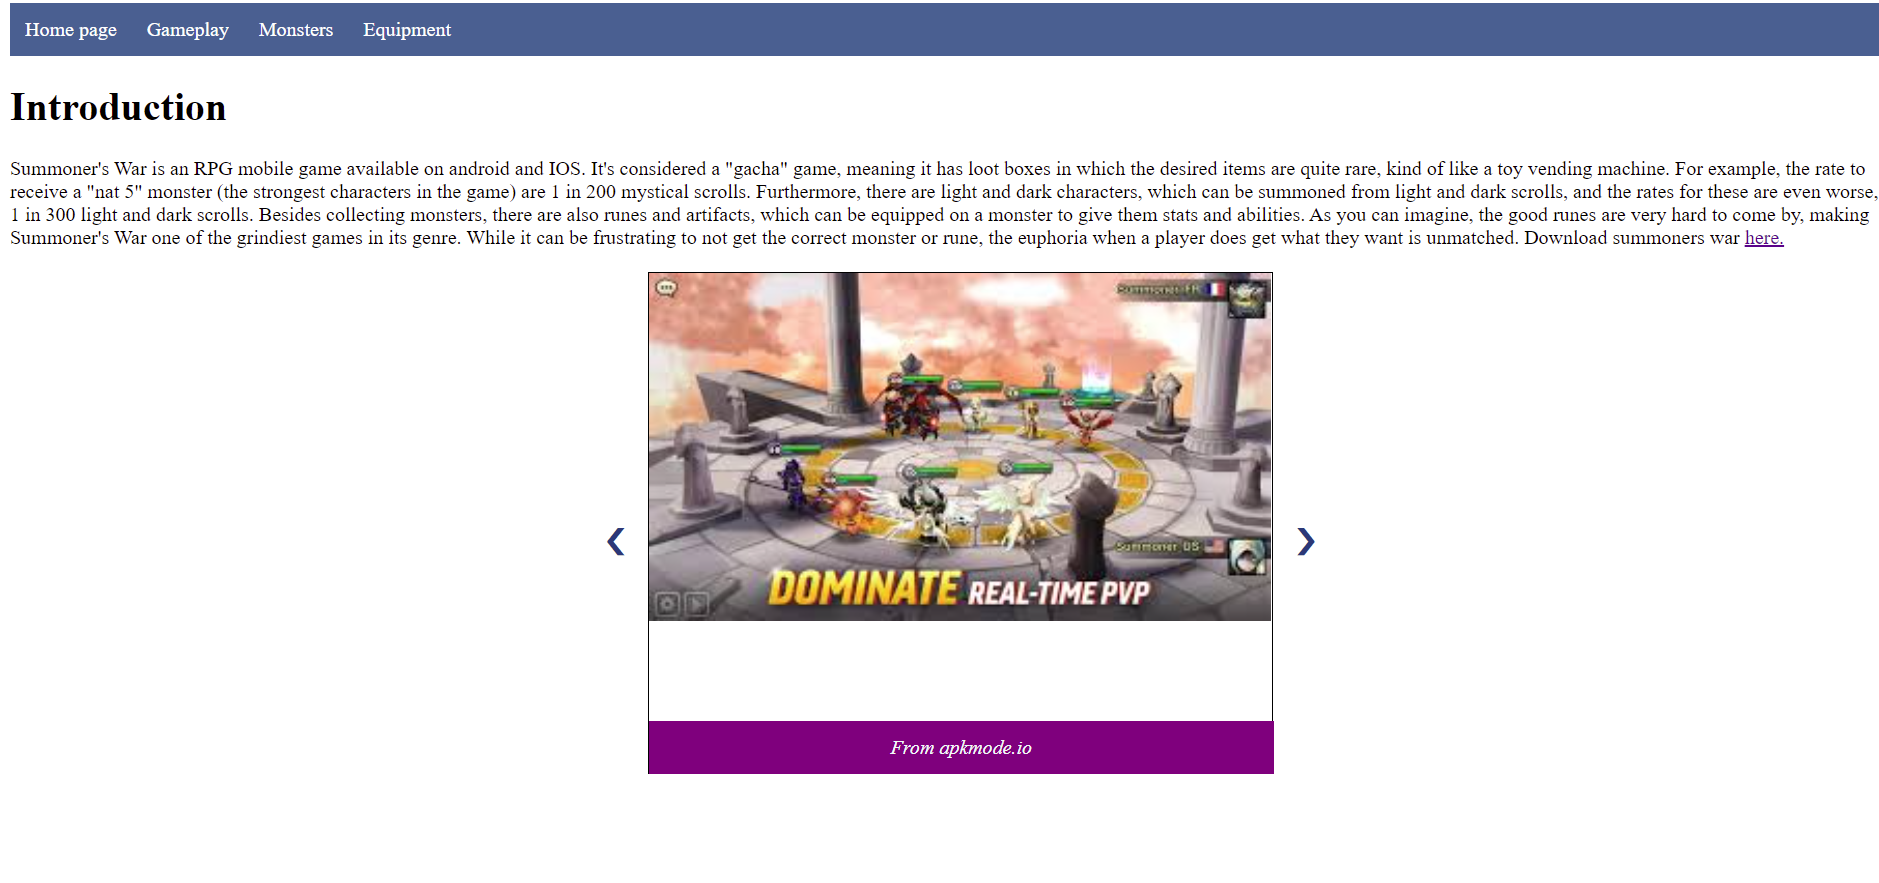 Home page Gameplay Monsters Equipment
Introduction
Summoner's War is an RPG mobile game available on android and IOS. It's considered a "gacha" game, meaning it has loot boxes in which the desired items are quite rare, kind of like a toy vending machine. For example, the rate to
receive a "nat 5" monster (the strongest characters in the game) are 1 in 200 mystical scrolls. Furthermore, there are light and dark characters, which can be summoned from light and dark scrolls, and the rates for these are even worse,
1 in 300 light and dark scrolls. Besides collecting monsters, there are also runes and artifacts, which can be equipped on a monster to give them stats and abilities. As you can imagine, the good runes are very hard to come by, making
Summoner's War one of the grindiest games in its genre. While it can be frustrating to not get the correct monster or rune, the euphoria when a player does get what they want is unmatched. Download summoners war here.
Summoner_FR
Summoner_US
DOMINATE REAL-TIME PVP
From apkmode.io